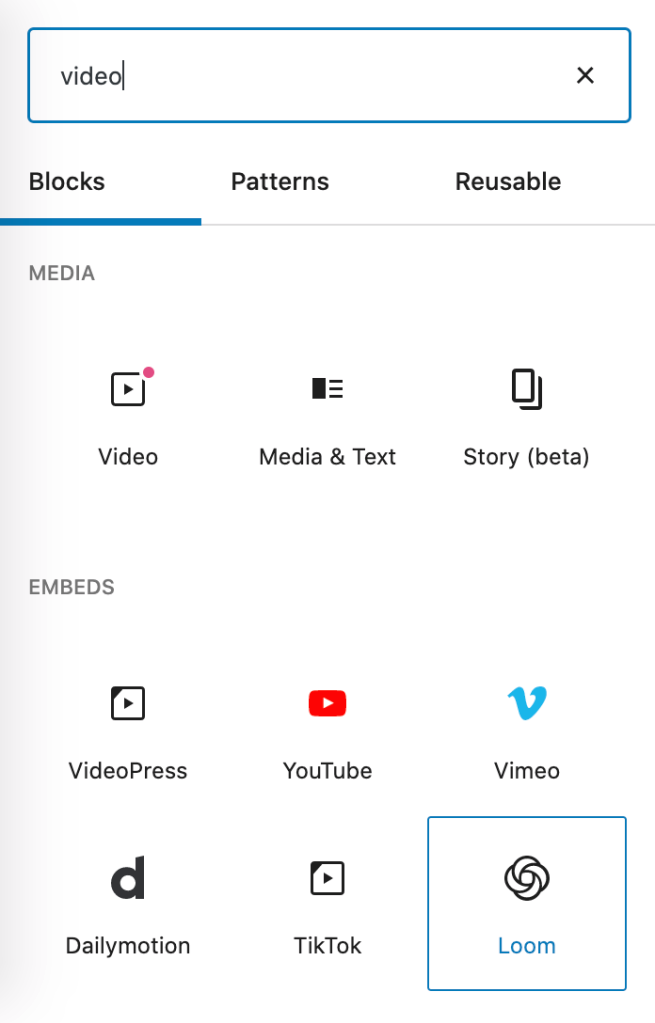 video
Blocks Patterns Reusable
MEDIA
Video Media & Text Story (beta)
EMBEDS
VideoPress YouTube Vimeo
Dailymotion TikTok Loom